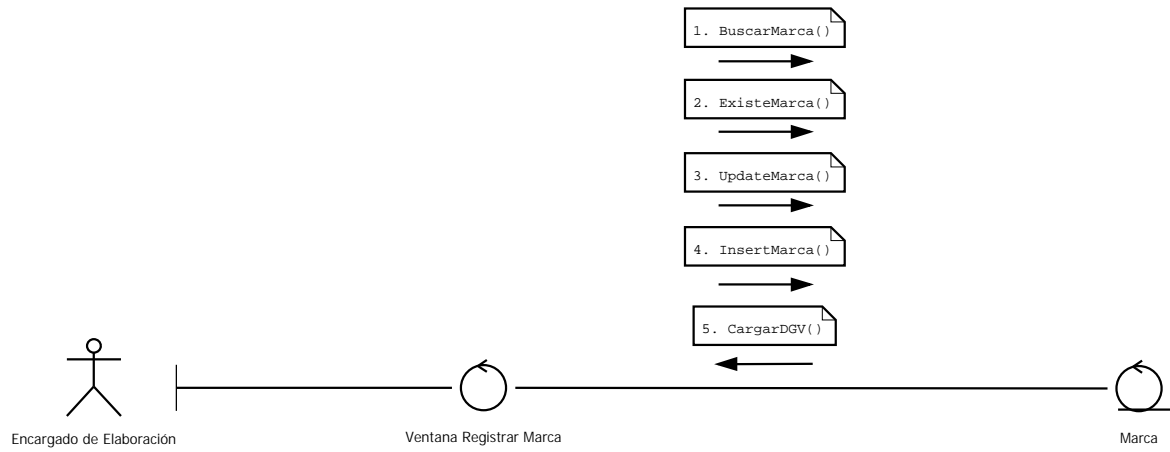 1. BuscarMarca()
2. ExisteMarca()
3. UpdateMarca()
4. InsertMarca()
5. CargarDGV()
Encargado de Elaboración
Ventana Registrar Marca
Marca